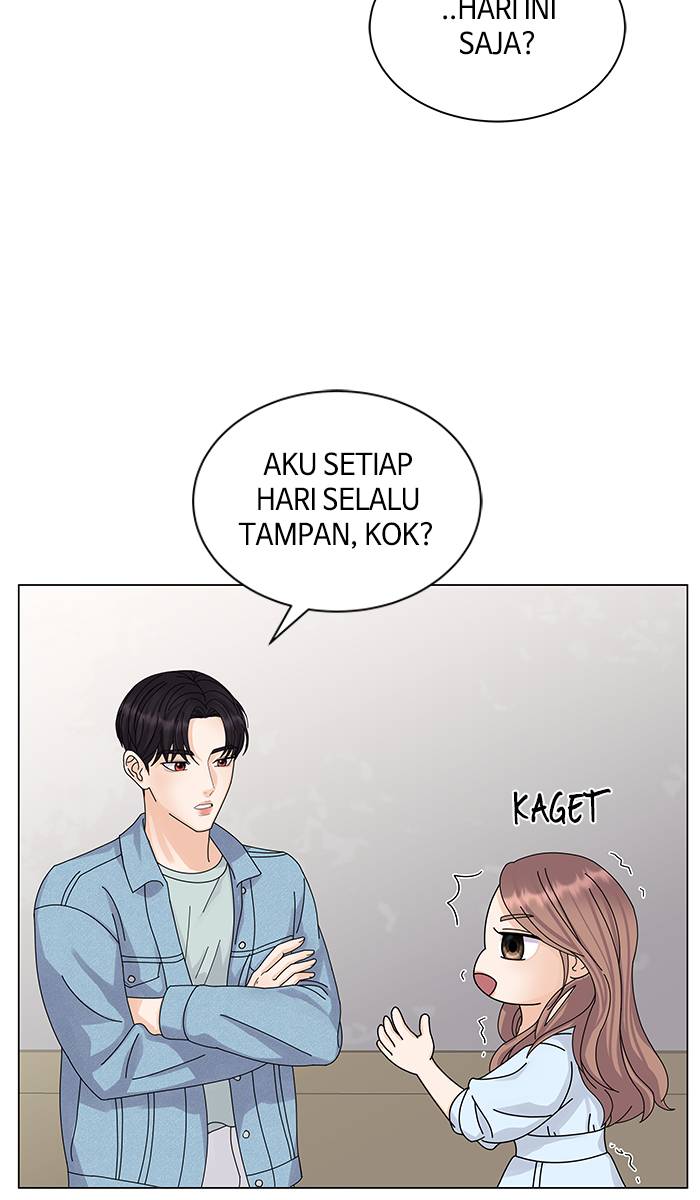 ..HARI INI
SAJA?
AKU SETIAP
HARI SELALU
TAMPAN, KOK?
KAGET